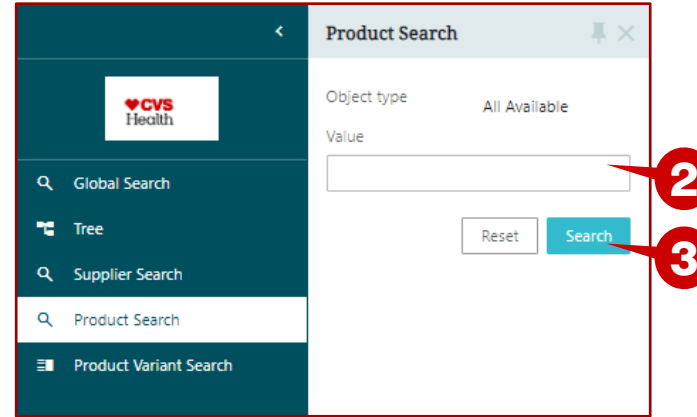 CVS
Health
Global Search
Tree
Supplier Search
Product Search
Product Variant Search
Product Search
Object type
All Available
Value
Reset
Search
2
3